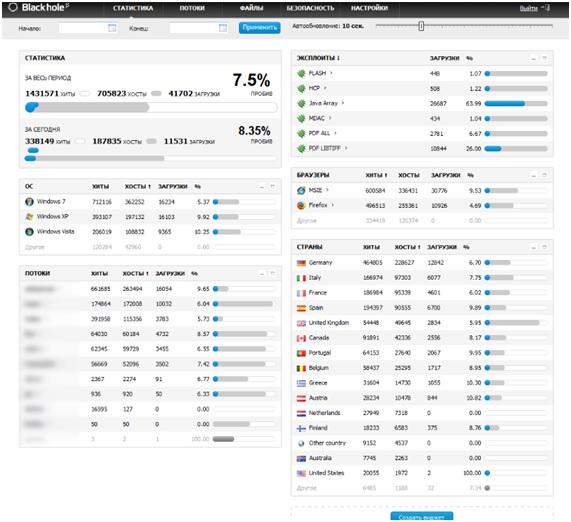 Blackhole β
СТАТИСТИКА ПОТОКИ ФАЙЛЫ БЕЗОПАСНОСТЬ НАСТРОЙКИ Выйти
Начало: Конец: Применить Автообновление: 10 сек.
СТАТИСТИКА
ЗА ВЕСЬ ПЕРИОД 7.5%
1431571 ХИТЫ 705823 ХОСТЫ 41702 ЗАГРУЗКИ ПРОБИВ
ЗА СЕГОДНЯ 8.35%
338149 ХИТЫ 187835 ХОСТЫ 11531 ЗАГРУЗКИ ПРОБИВ
ОС ХИТЫ ХОСТЫ ↑ ЗАГРУЗКИ %
Windows 7 712116 362252 16234 5.37
Windows XP 393107 197132 16103 9.92
Windows Vista 206019 108832 9365 10.25
Другое 120284 42960 0 0.00
ПОТОКИ ХИТЫ ХОСТЫ ↑ ЗАГРУЗКИ %
661685 263494 16054 9.65
174864 172008 10032 6.04
391958 115356 3783 5.73
64030 60184 4732 8.57
62345 59729 3455 6.55
56669 52096 3502 7.42
2367 2274 91 6.77
936 920 50 6.33
16595 127 0 0.00
50 50 0 0.00
3 2 1 100.00
ЭКСПЛОИТЫ ↓ ЗАГРУЗКИ %
FLASH > 448 1.07
HCP > 508 1.22
Java Array > 26687 63.99
MDAC > 434 1.04
PDF ALL > 2781 6.67
PDF LIBTIFF > 10844 26.00
БРАУЗЕРЫ ХИТЫ ХОСТЫ ЗАГРУЗКИ % ↑
MSIE > 600584 336431 30776 9.53
Firefox > 496513 255361 10926 4.69
Другое 334418 120374 0 0.00
СТРАНЫ ХИТЫ ХОСТЫ ↑ ЗАГРУЗКИ %
Germany 464805 228627 12842 6.70
Italy 166974 97303 6077 7.75
France 186984 95339 4601 6.02
Spain 194397 90555 6700 9.89
United Kingdom 54448 49645 2834 5.95
Canada 91891 42336 2556 8.17
Portugal 64153 27640 2067 9.95
Belgium 58437 25295 1717 8.95
Greece 31604 14730 1055 10.30
Austria 28234 10478 844 10.82
Netherlands 27949 7318 0 0.00
Finland 18233 6583 375 8.76
Other country 9152 4537 0 0.00
Australia 7745 2263 0 0.00
United States 20055 1972 2 100.00
Другое 6485 1188 32 7.34
Создать виджет